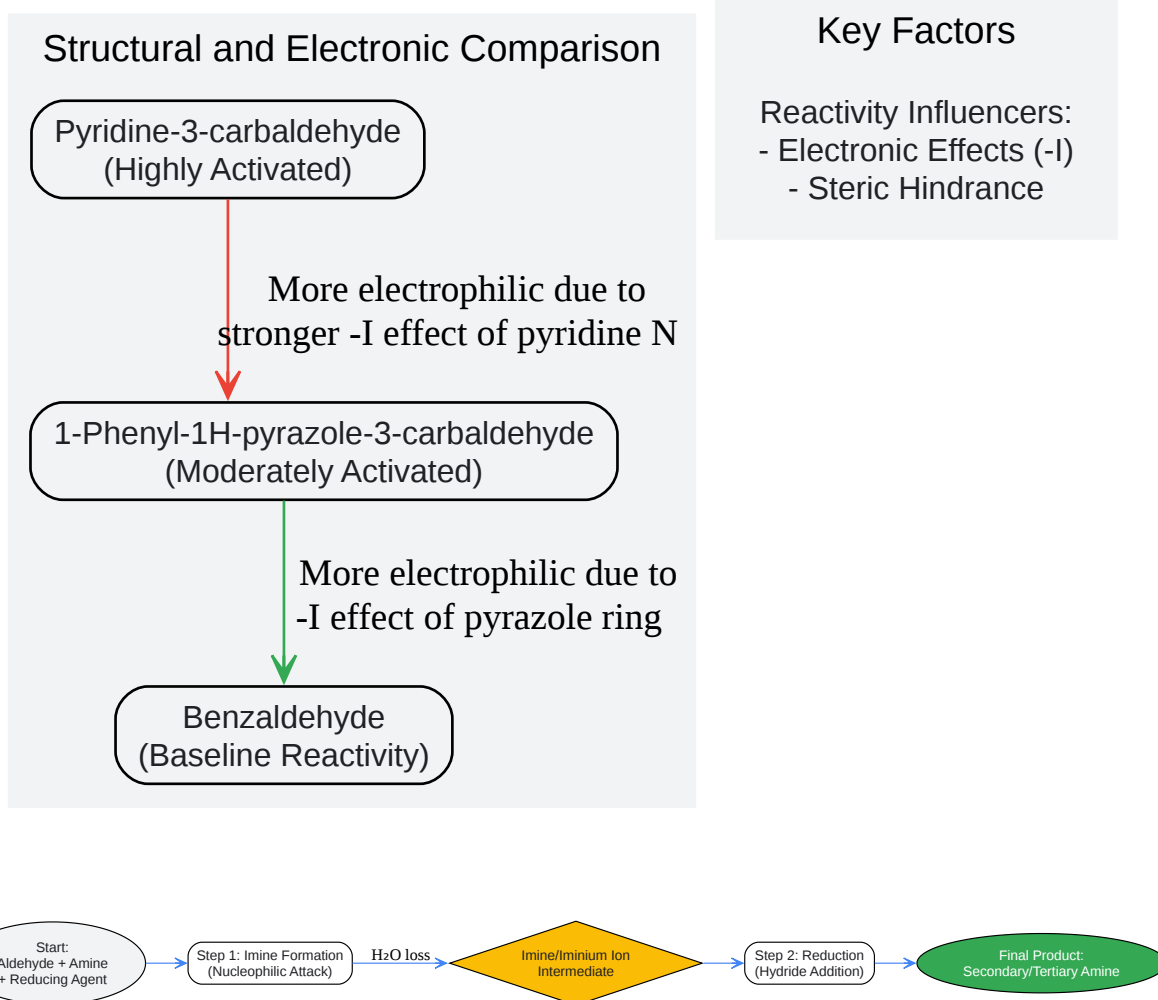 Structural and Electronic Comparison
Pyridine-3-carbaldehyde
(Highly Activated)
More electrophilic due to
stronger -I effect of pyridine N
1-Phenyl-1H-pyrazole-3-carbaldehyde
(Moderately Activated)
More electrophilic due to
-I effect of pyrazole ring
Benzaldehyde
(Baseline Reactivity)
Key Factors
Reactivity Influencers:
- Electronic Effects (-I)
- Steric Hindrance
Start:
Aldehyde + Amine
+ Reducing Agent
Step 1: Imine Formation
(Nucleophilic Attack)
H₂O loss
Imine/Iminium Ion
Intermediate
Step 2: Reduction
(Hydride Addition)
Final Product:
Secondary/Tertiary Amine